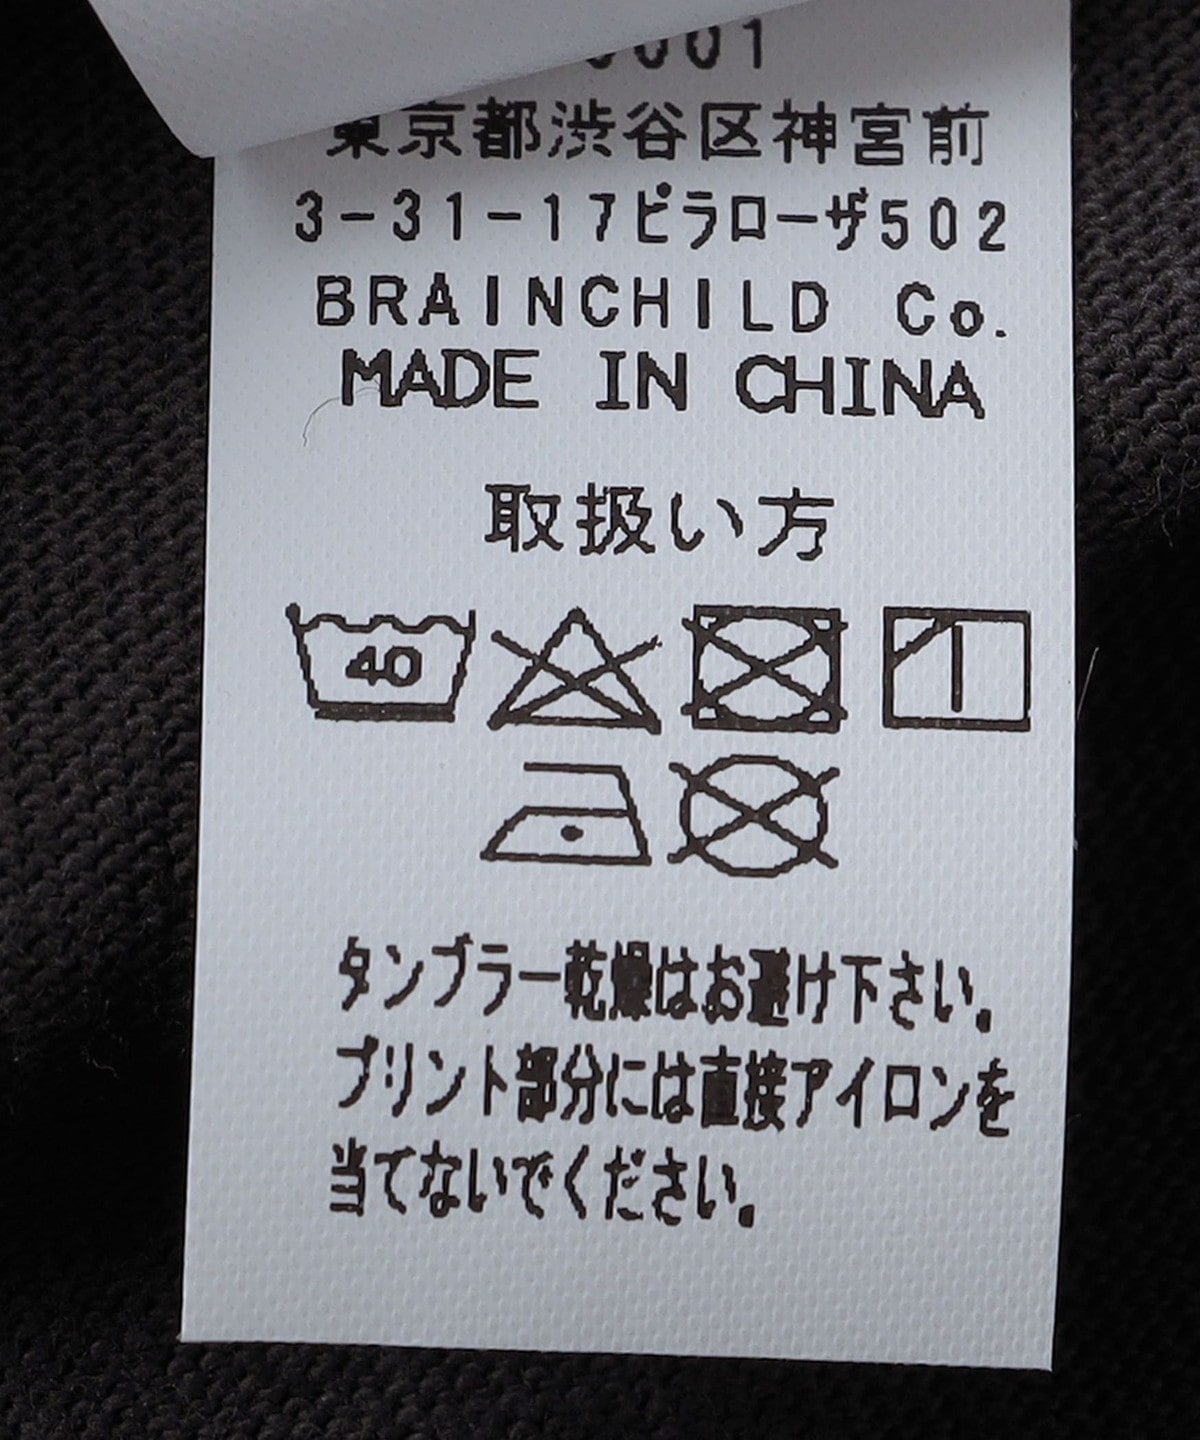 001
東京都渋谷区神宮前
3-31-17ピラローザ502
BRAINCHILD Co.
MADE IN CHINA
取扱い方
40
タンブラー乾燥はお避け下さい。
プリント部分には直接アイロンを
当てないでください。